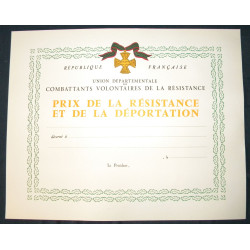 RÉPUBLIQUE FRANÇAISE
UNION DÉPARTEMENTALE
COMBATTANTS VOLONTAIRES DE LA RÉSISTANCE
PRIX DE LA RÉSISTANCE
ET DE LA DÉPORTATION
décerné à
, le
Le Président,